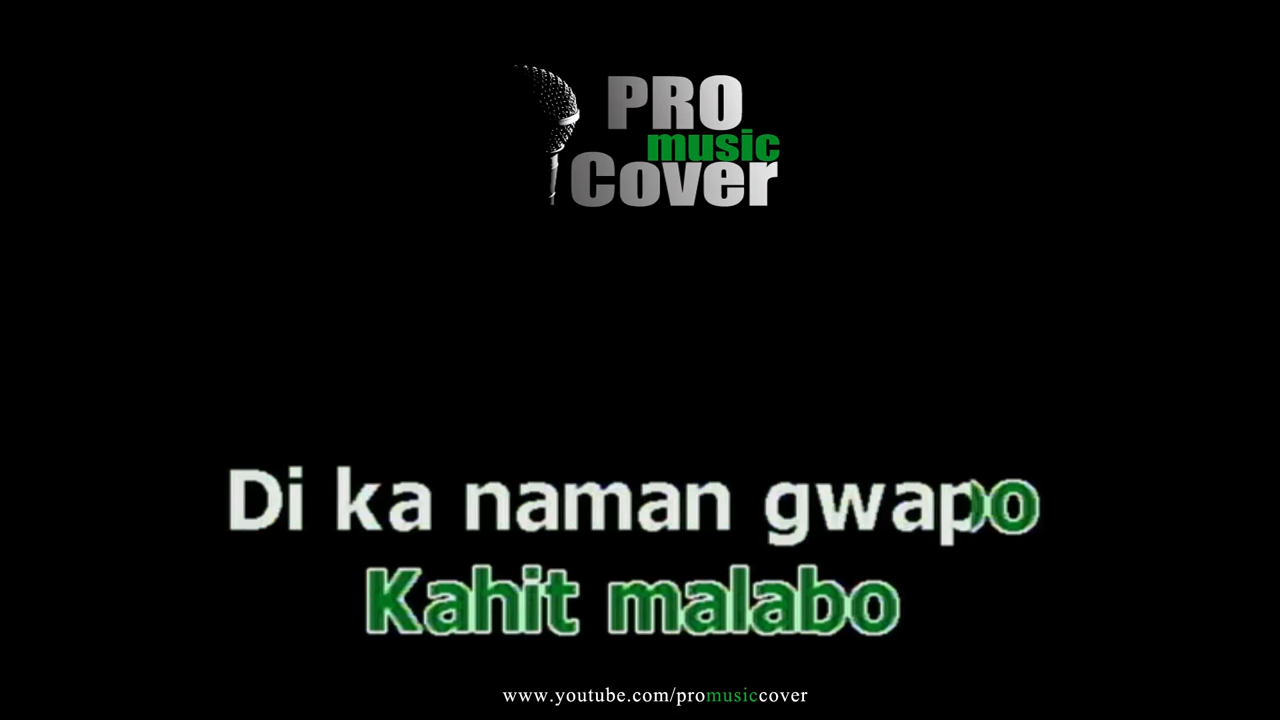 PRO
music
Cover
Di ka naman gwapo
Kahit malabo
www.youtube.com/promusiccover